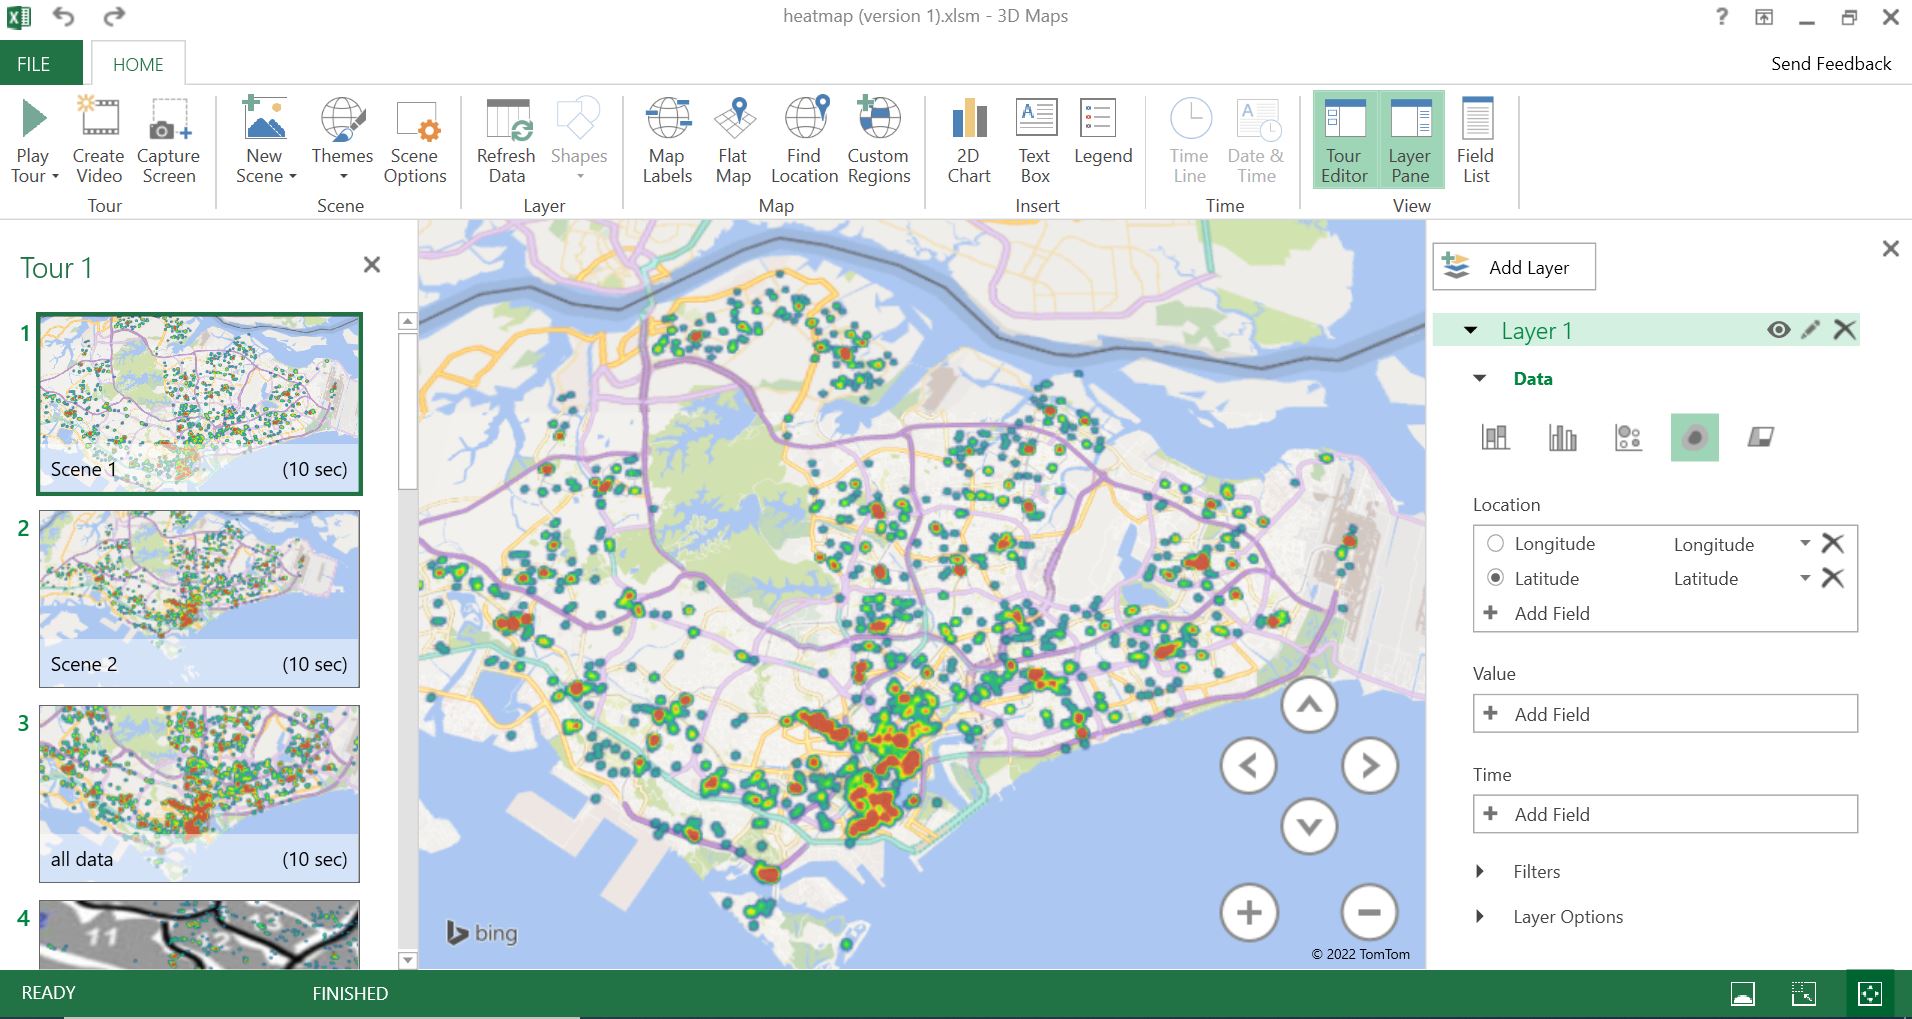 heatmap (version 1).xlsm - 3D Maps
?
FILE
HOME
Send Feedback
Play Tour
Create Video
Capture Screen
New Scene
Themes
Scene Options
Refresh Data
Shapes
Map Labels
Flat Map
Find Location
Custom Regions
2D Chart
Text Box
Legend
Time Line
Date & Time
Tour Editor
Layer Pane
Field List
Tour
Scene
Layer
Map
Insert
Time
View
Tour 1
1
Scene 1 (10 sec)
2
Scene 2 (10 sec)
3
all data (10 sec)
4
11
bing
© 2022 TomTom
Add Layer
Layer 1
Data
Location
Longitude Longitude
Latitude Latitude
Add Field
Value
Add Field
Time
Add Field
Filters
Layer Options
READY
FINISHED